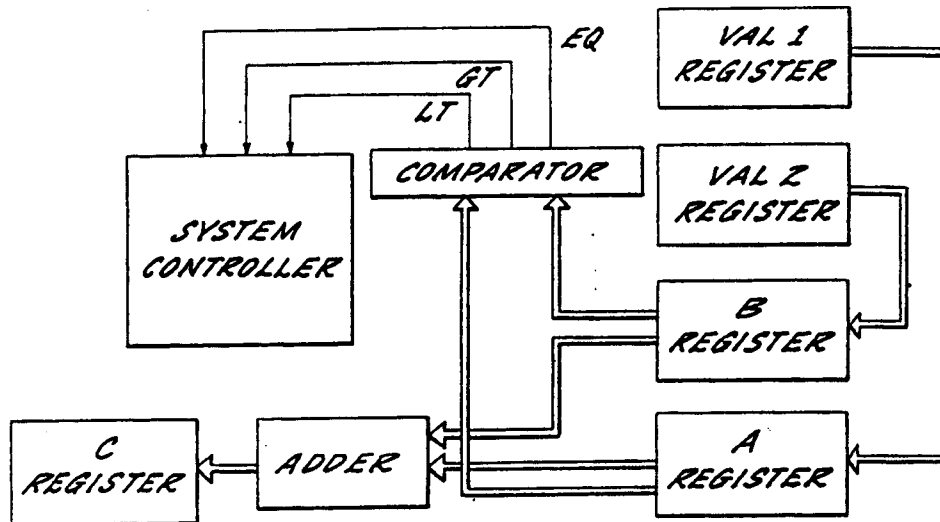 EQ
GT
LT
VAL 1
REGISTER
COMPARATOR
VAL 2
REGISTER
SYSTEM
CONTROLLER
B
REGISTER
C
REGISTER
ADDER
A
REGISTER